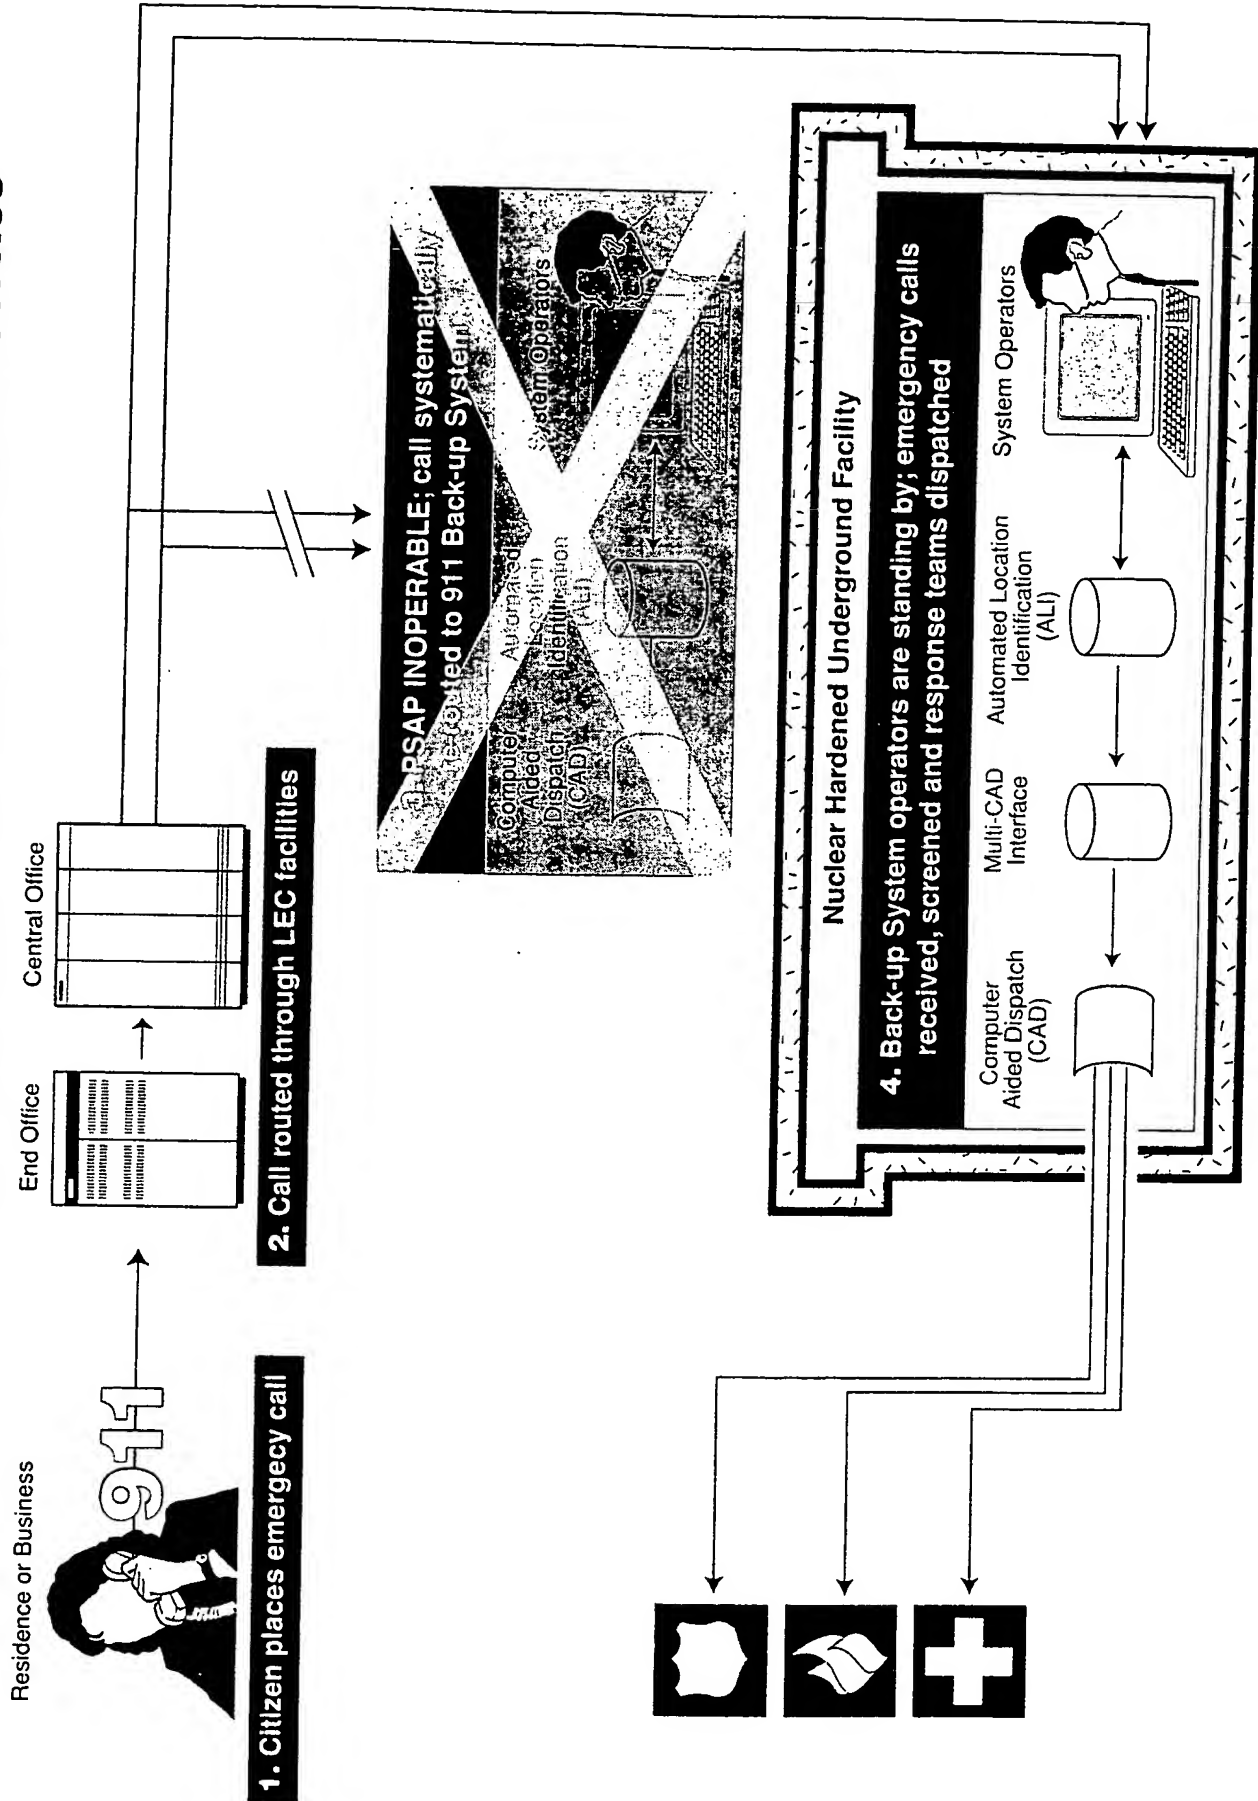 Residence or Business
911
End Office
Central Office
1. Citizen places emergecy call
2. Call routed through LEC facilities
PSAP INOPERABLE; call systematically
re-routed to 911 Back-up System
Computer
Aided
Dispatch
(CAD)
Automated
Location
Identification
(ALI)
System Operators
Nuclear Hardened Underground Facility
4. Back-up System operators are standing by; emergency calls
received, screened and response teams dispatched
Computer
Aided Dispatch
(CAD)
Multi-CAD
Interface
Automated Location
Identification
(ALI)
System Operators